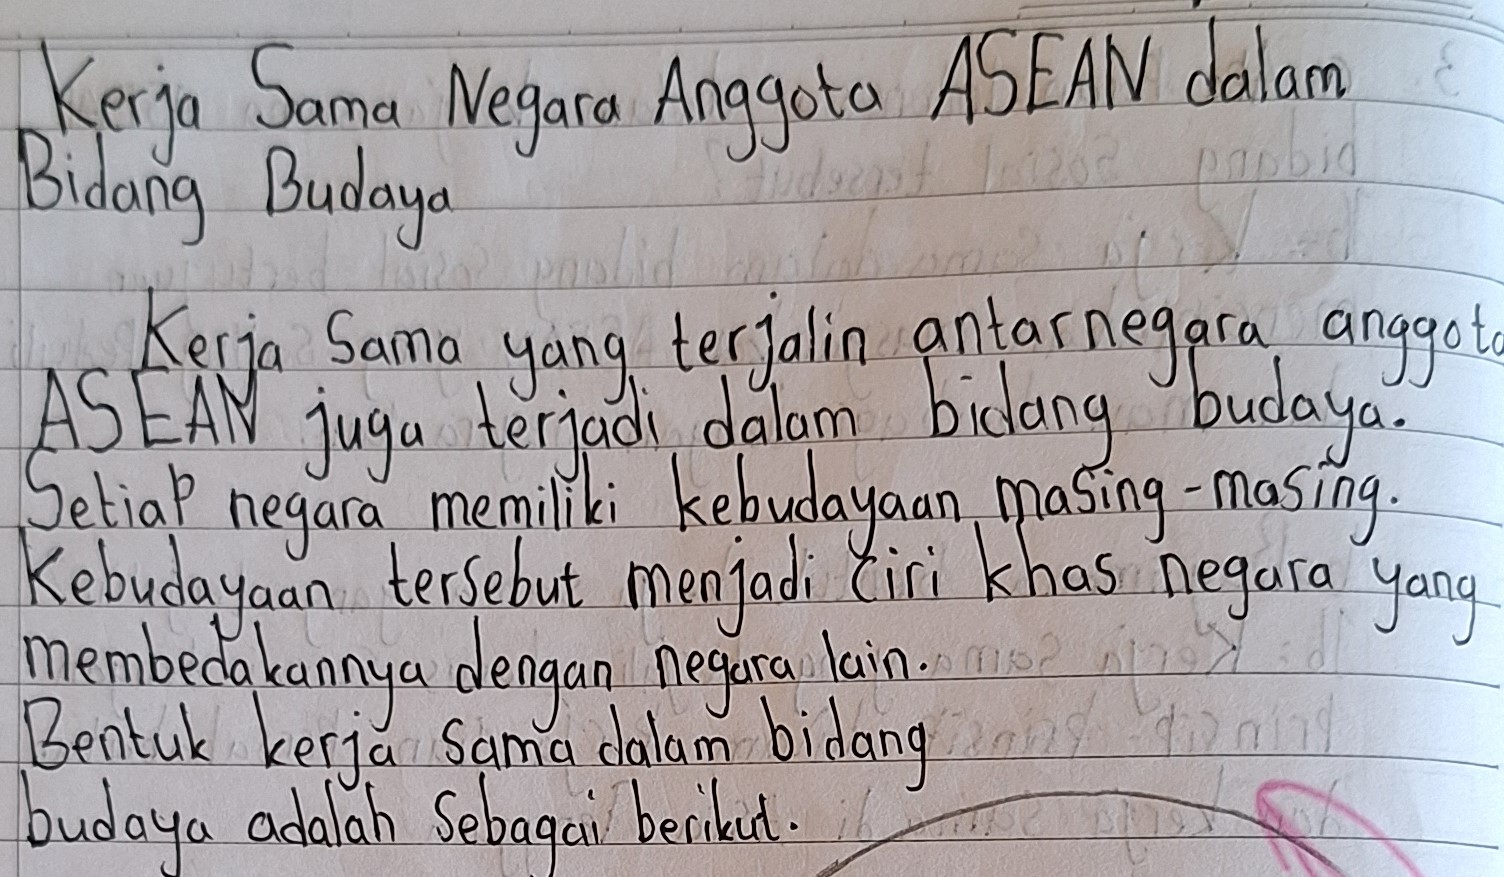 Kerja Sama Negara Anggota ASEAN dalam
Bidang Budaya
Kerja Sama yang terjalin antarnegara anggota
ASEAN juga terjadi dalam bidang budaya.
Setiap negara memiliki kebudayaan masing-masing.
Kebudayaan tersebut menjadi ciri khas negara yang
membedakannya dengan negara lain.
Bentuk kerja sama dalam bidang
budaya adalah sebagai berikut.